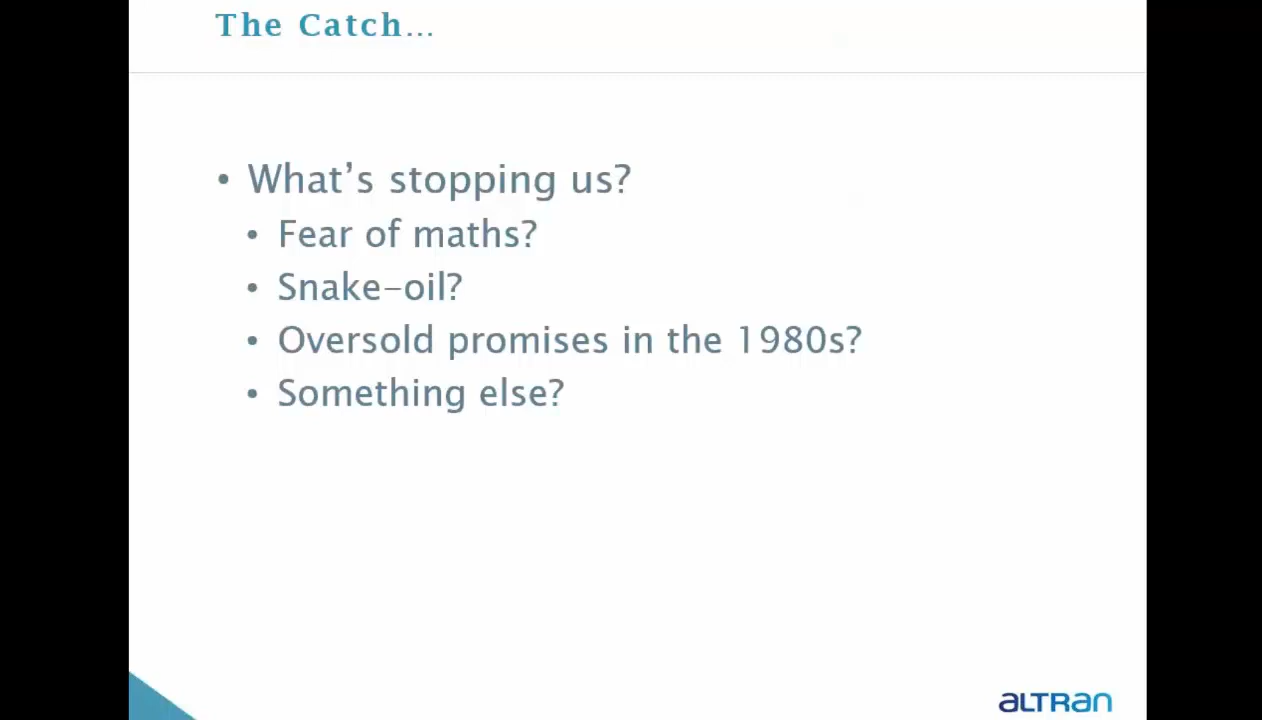 The Catch...
• What's stopping us?
• Fear of maths?
• Snake-oil?
• Oversold promises in the 1980s?
• Something else?
ALTRAN